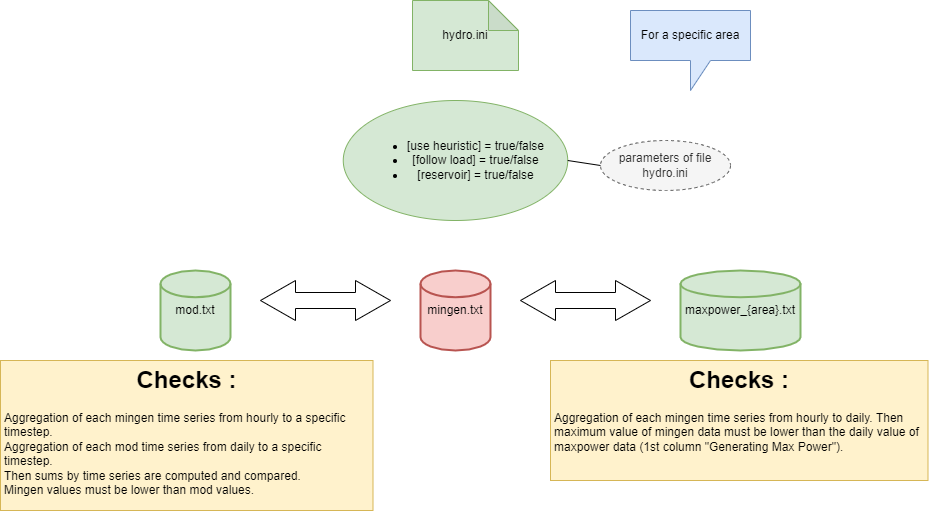 hydro.ini
For a specific area
• [use heuristic] = true/false
• [follow load] = true/false
• [reservoir] = true/false
parameters of file
hydro.ini
mod.txt
mingen.txt
maxpower_{area}.txt
Checks :
Aggregation of each mingen time series from hourly to a specific
timestep.
Aggregation of each mod time series from daily to a specific
timestep.
Then sums by time series are computed and compared.
Mingen values must be lower than mod values.
Checks :
Aggregation of each mingen time series from hourly to daily. Then
maximum value of mingen data must be lower than the daily value of
maxpower data (1st column "Generating Max Power").